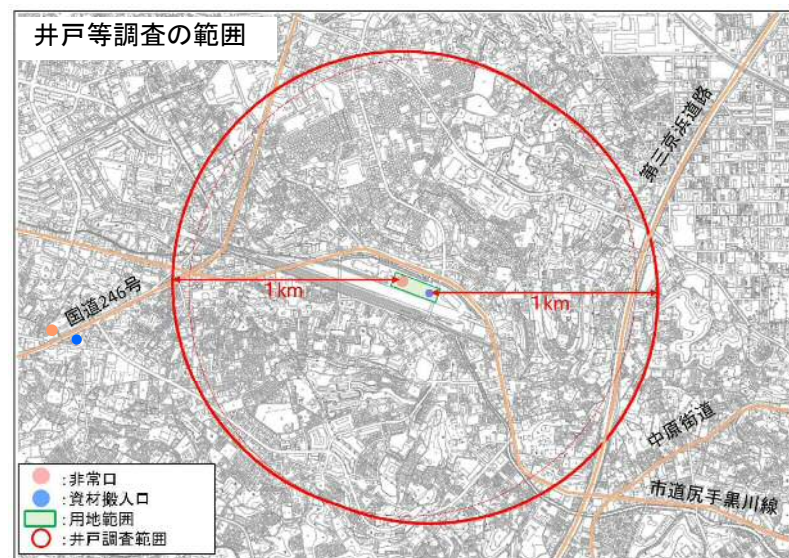 井戸等調査の範囲
第三京浜道路
国道246号
1km
1km
中原街道
市道尻手黒川線
:非常口
:資材搬入口
:用地範囲
:井戸調査範囲